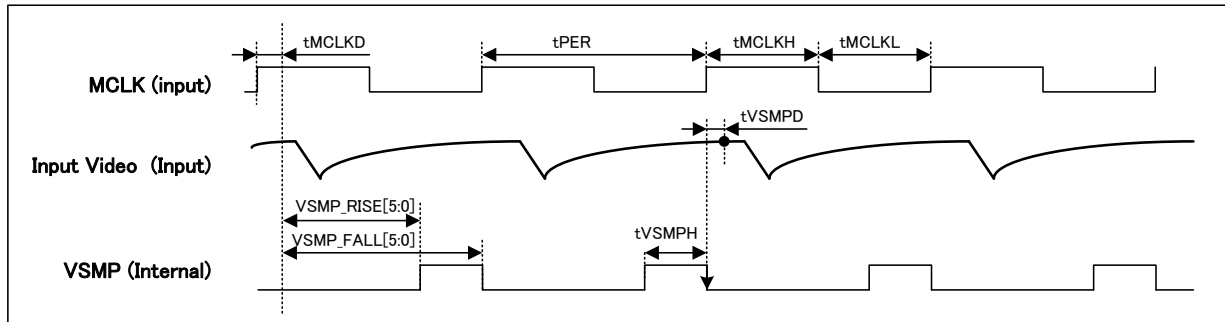 tMCLKD
tPER
tMCLKH
tMCLKL
MCLK (input)
tVSMPD
Input Video (Input)
VSMP_RISE[5:0]
VSMP_FALL[5:0]
tVSMPH
VSMP (Internal)